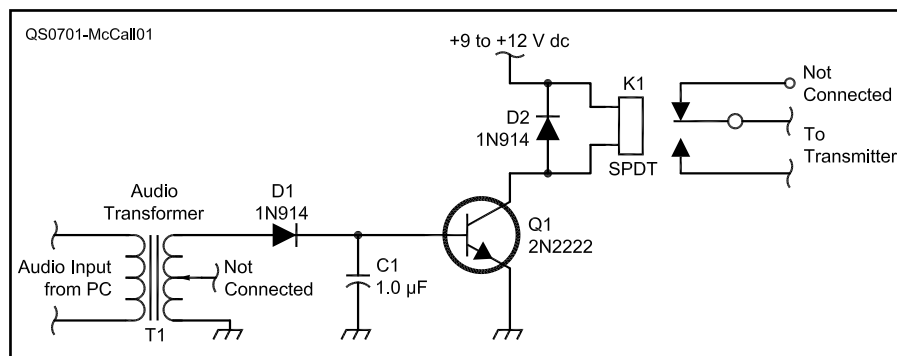 QS0701-McCall01
+9 to +12 V dc
K1
Not
Connected
D2
1N914
To
Transmitter
SPDT
Audio
Transformer
D1
1N914
Q1
2N2222
Audio Input
from PC
Not
Connected
C1
1.0 µF
T1